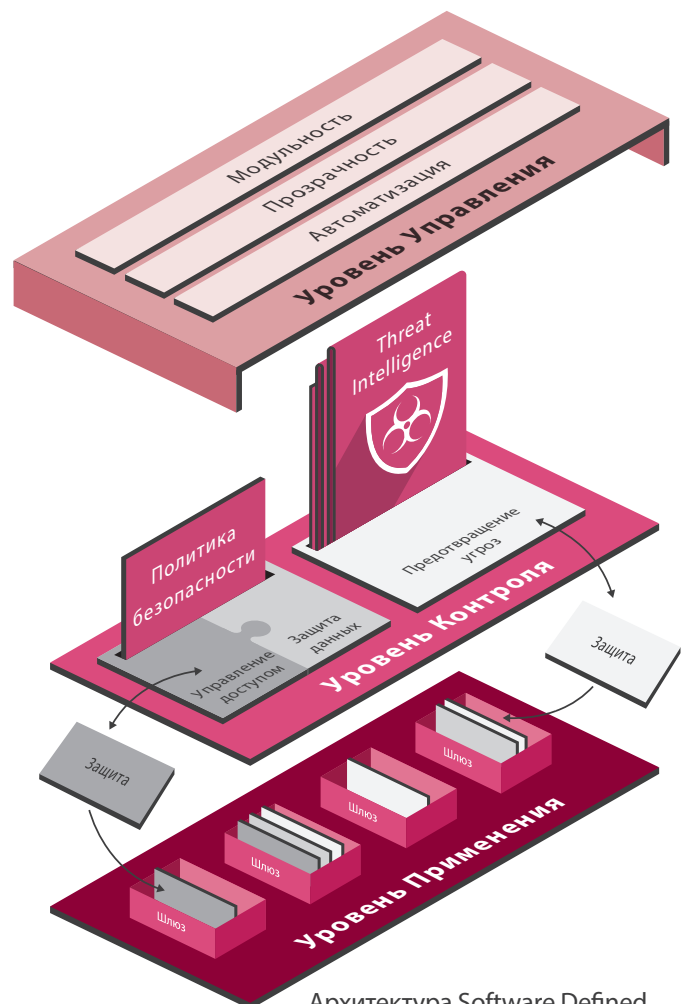 Модульность
Прозрачность
Автоматизация
Уровень Управления
Threat
Intelligence
Политика
безопасности
Предотвращение
угроз
Защита
данных
Управление
доступом
Уровень Контроля
Защита
Защита
Шлюз
Шлюз
Шлюз
Шлюз
Уровень Применения
Архитектура Software Defined